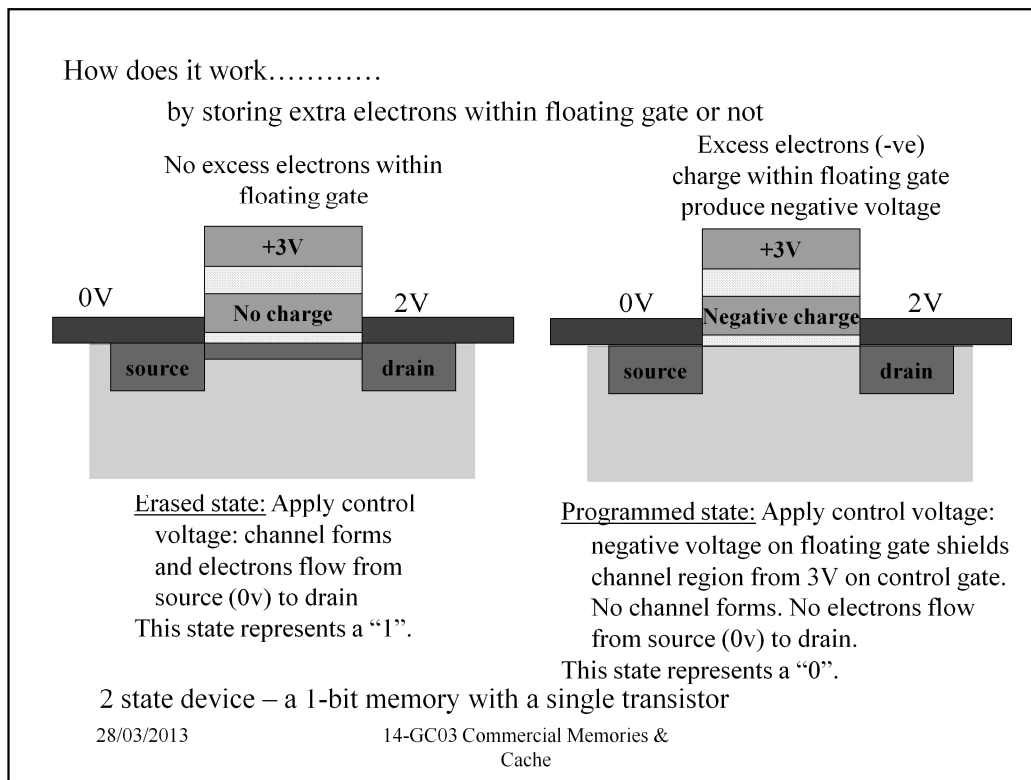 How does it work…………
by storing extra electrons within floating gate or not
No excess electrons within
floating gate
+3V
0V
No charge
2V
source
drain
Erased state: Apply control
voltage: channel forms
and electrons flow from
source (0v) to drain
This state represents a “1”.
Excess electrons (-ve)
charge within floating gate
produce negative voltage
+3V
0V
Negative charge
2V
source
drain
Programmed state: Apply control voltage:
negative voltage on floating gate shields
channel region from 3V on control gate.
No channel forms. No electrons flow
from source (0v) to drain.
This state represents a “0”.
2 state device – a 1-bit memory with a single transistor
28/03/2013
14-GC03 Commercial Memories &
Cache